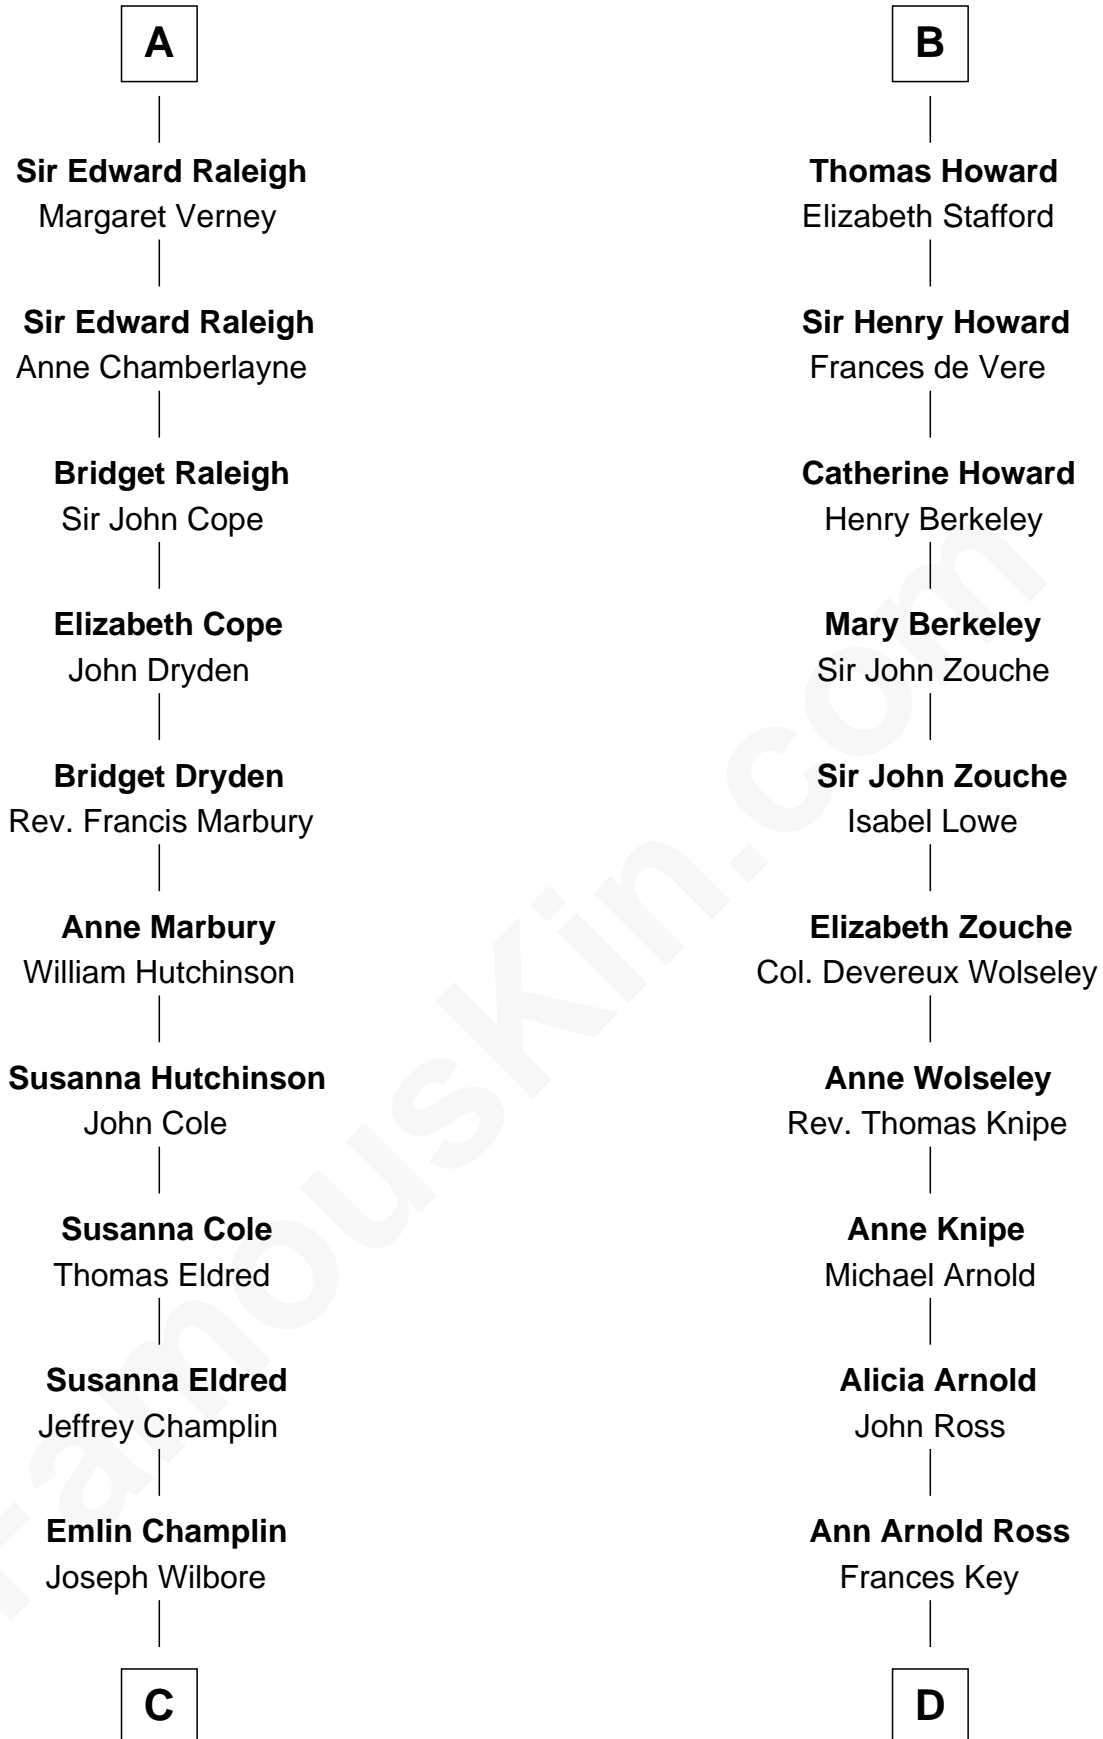 A
Sir Edward Raleigh
Margaret Verney
Sir Edward Raleigh
Anne Chamberlayne
Bridget Raleigh
Sir John Cope
Elizabeth Cope
John Dryden
Bridget Dryden
Rev. Francis Marbury
Anne Marbury
William Hutchinson
Susanna Hutchinson
John Cole
Susanna Cole
Thomas Eldred
Susanna Eldred
Jeffrey Champlin
Emlin Champlin
Joseph Wilbore
C
B
Thomas Howard
Elizabeth Stafford
Sir Henry Howard
Frances de Vere
Catherine Howard
Henry Berkeley
Mary Berkeley
Sir John Zouche
Sir John Zouche
Isabel Lowe
Elizabeth Zouche
Col. Devereux Wolseley
Anne Wolseley
Rev. Thomas Knipe
Anne Knipe
Michael Arnold
Alicia Arnold
John Ross
Ann Arnold Ross
Frances Key
D
FamousKin.com